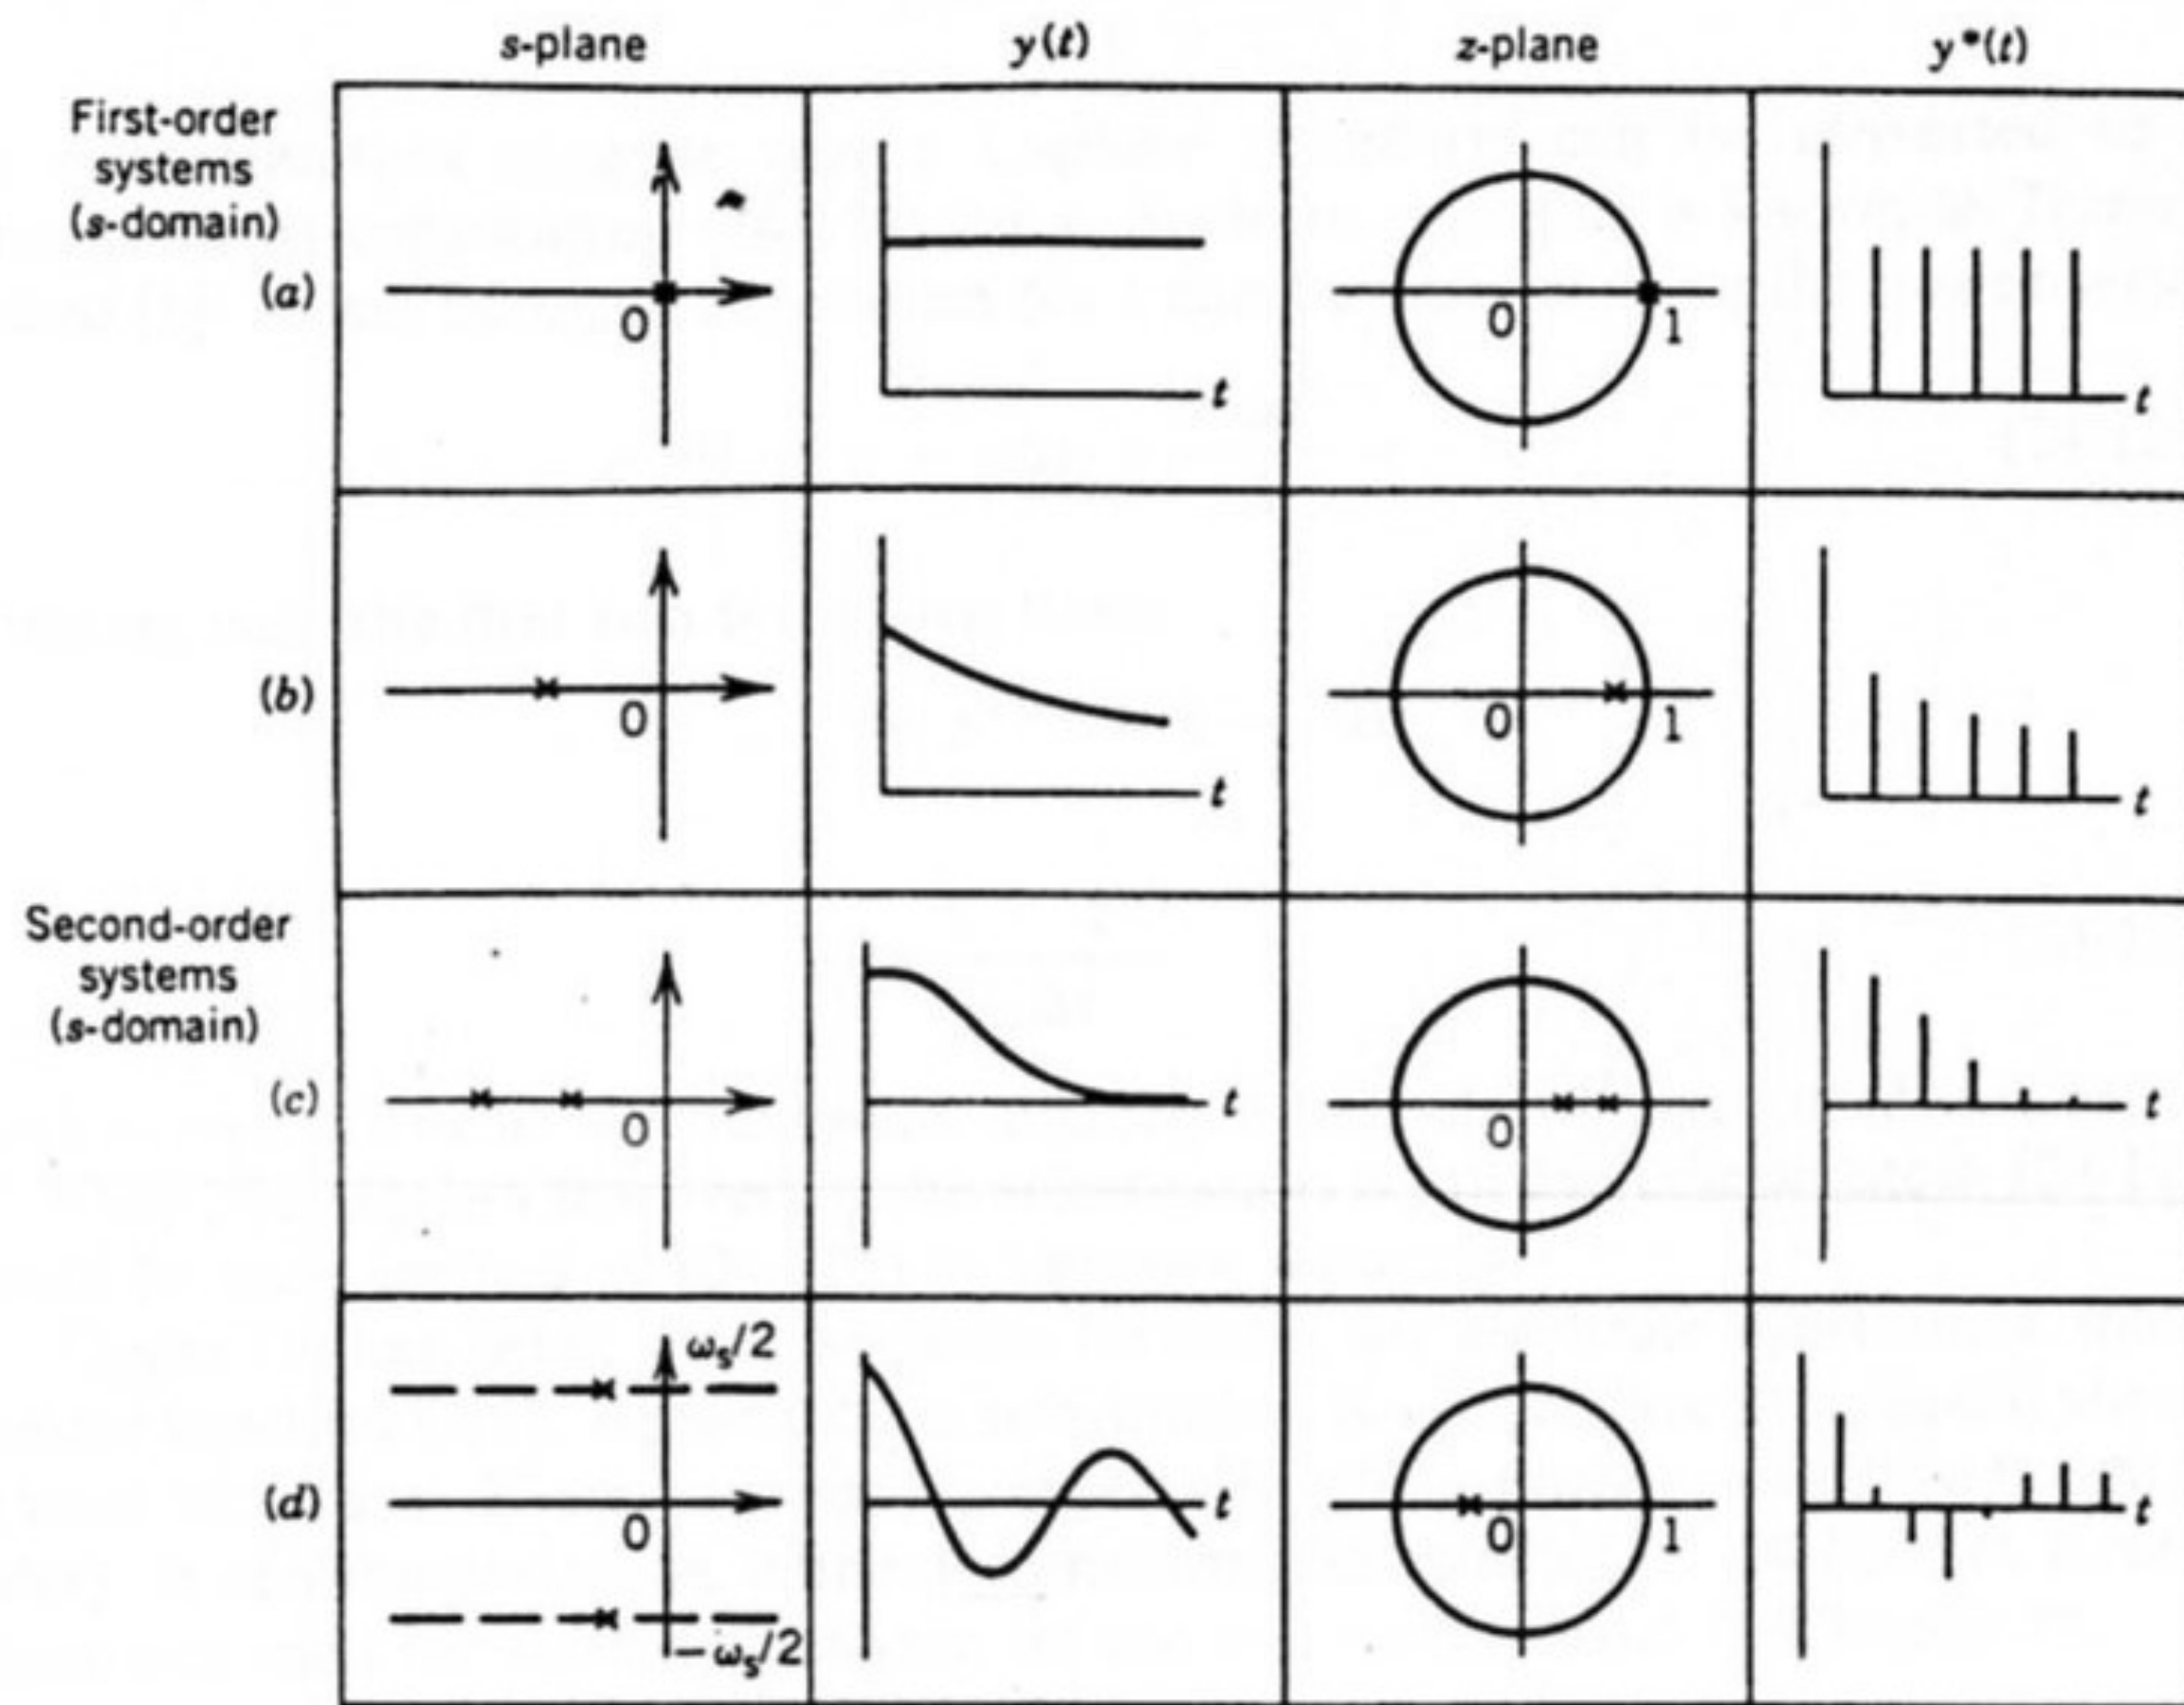 s-plane
y(t)
z-plane
y*(t)
First-order
systems
(s-domain)
(a)
0
t
0
1
t
(b)
0
t
0
1
t
Second-order
systems
(s-domain)
(c)
0
t
0
t
(d)
ωs/2
0
−ωs/2
t
0
1
t